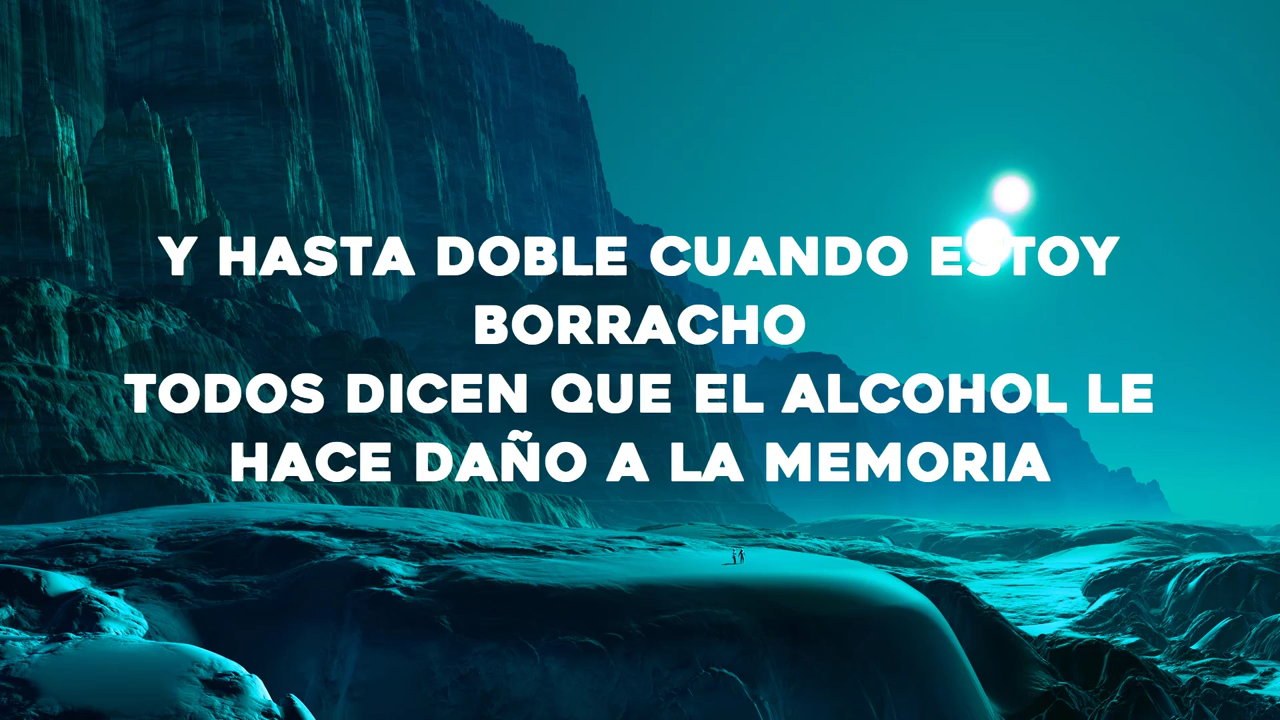 Y HASTA DOBLE CUANDO ESTOY
BORRACHO
TODOS DICEN QUE EL ALCOHOL LE
HACE DAÑO A LA MEMORIA